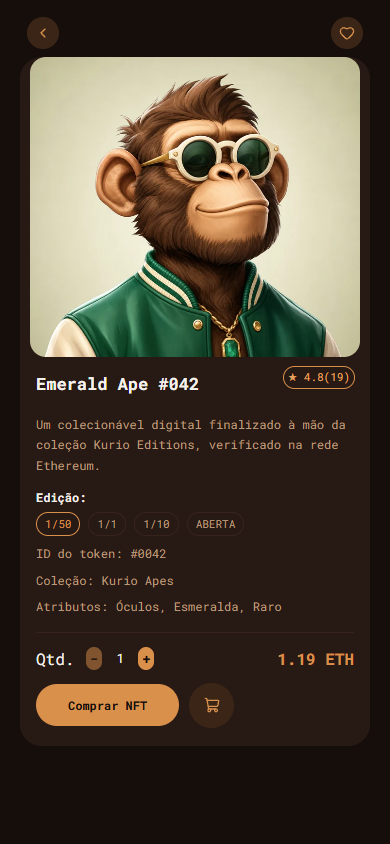 Emerald Ape #042
★ 4.8(19)
Um colecionável digital finalizado à mão da
coleção Kurio Editions, verificado na rede
Ethereum.
Edição:
1/50 1/1 1/10 ABERTA
ID do token: #0042
Coleção: Kurio Apes
Atributos: Óculos, Esmeralda, Raro
Qtd. − 1 + 1.19 ETH
Comprar NFT